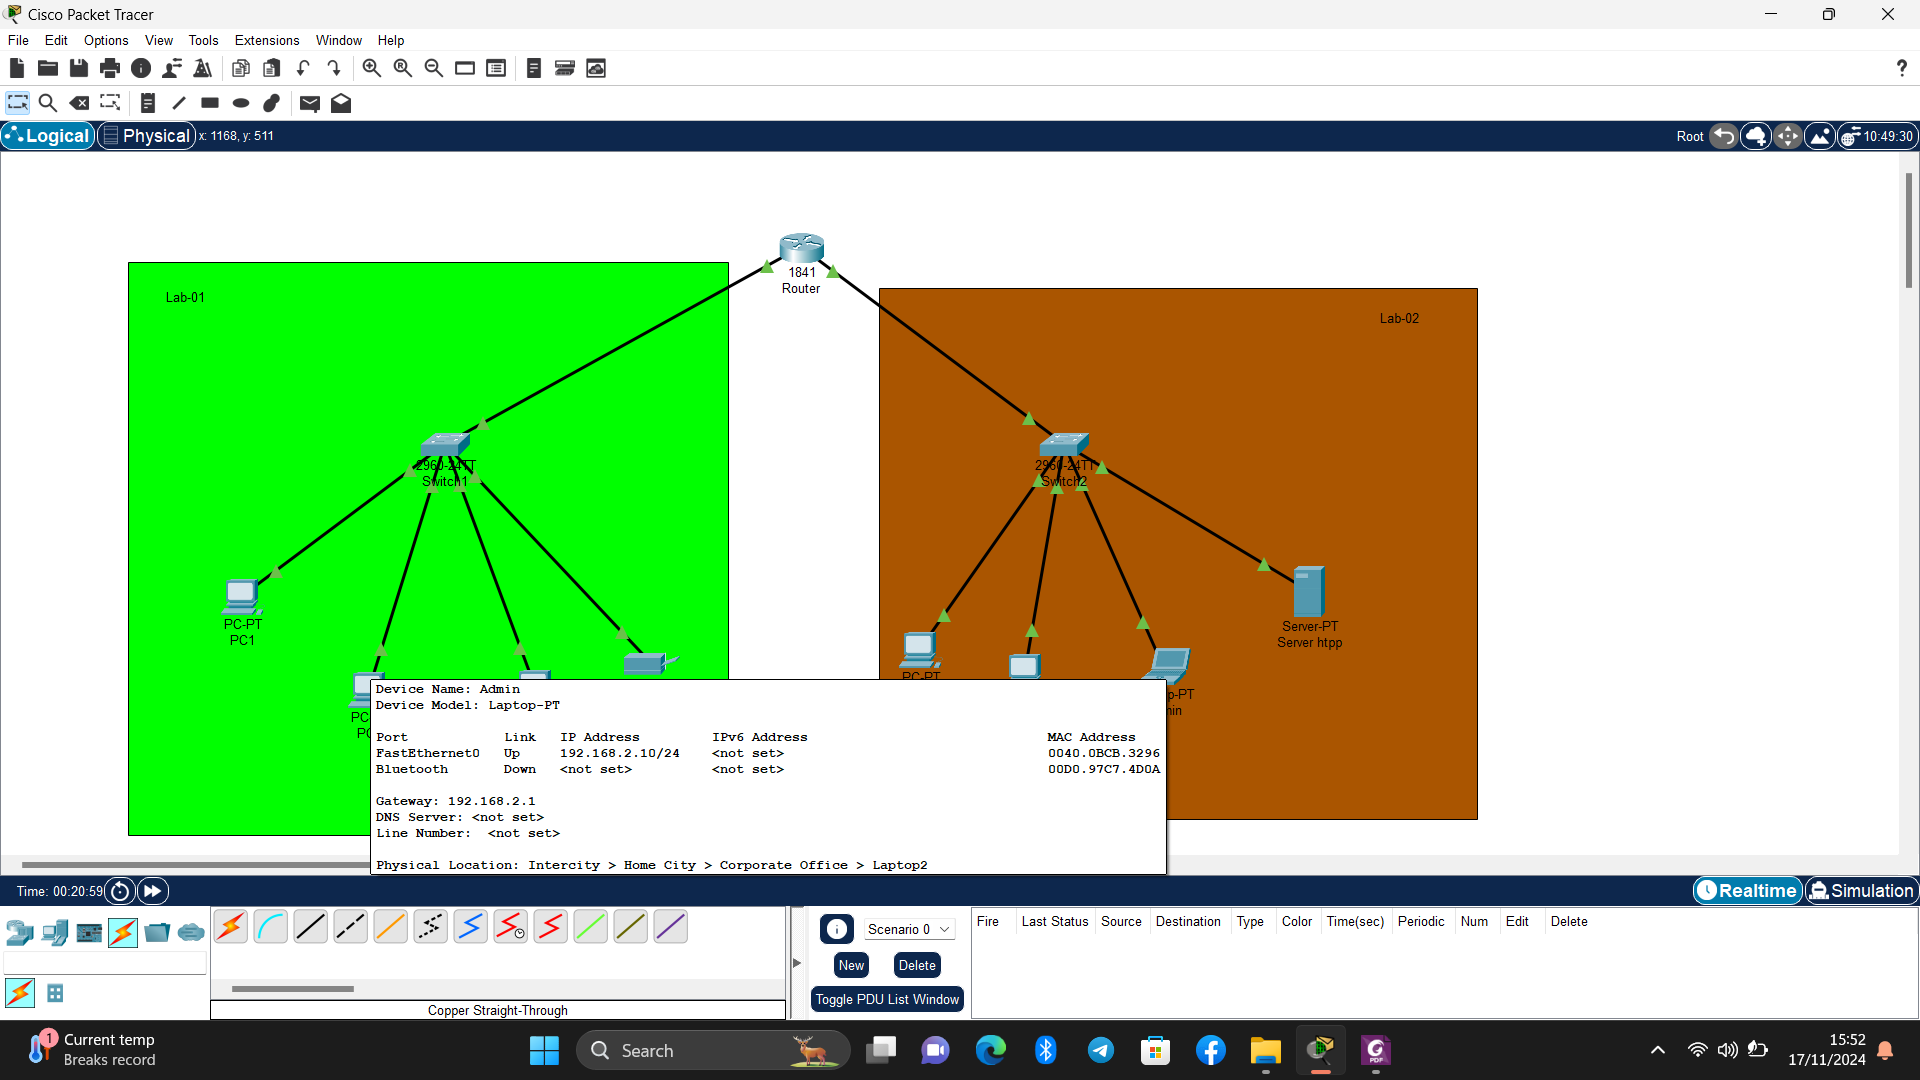 Cisco Packet Tracer
File Edit Options View Tools Extensions Window Help
Logical Physical x: 1168, y: 511 Root 10:49:30
1841
Router
Lab-01
Lab-02
2960-24TT
Switch1
2960-24TT
Switch2
PC-PT
PC1
Server-PT
Server htpp
PC-PT
p-PT
PC
in
Device Name: Admin
Device Model: Laptop-PT
Port Link IP Address IPv6 Address MAC Address
FastEthernet0 Up 192.168.2.10/24 <not set> 0040.0BCB.3296
Bluetooth Down <not set> <not set> 00D0.97C7.4D0A
Gateway: 192.168.2.1
DNS Server: <not set>
Line Number: <not set>
Physical Location: Intercity > Home City > Corporate Office > Laptop2
Time: 00:20:59 Realtime Simulation
Scenario 0
New Delete
Toggle PDU List Window
Fire Last Status Source Destination Type Color Time(sec) Periodic Num Edit Delete
Copper Straight-Through
1
Current temp
Breaks record
Search
PDF
15:52
17/11/2024